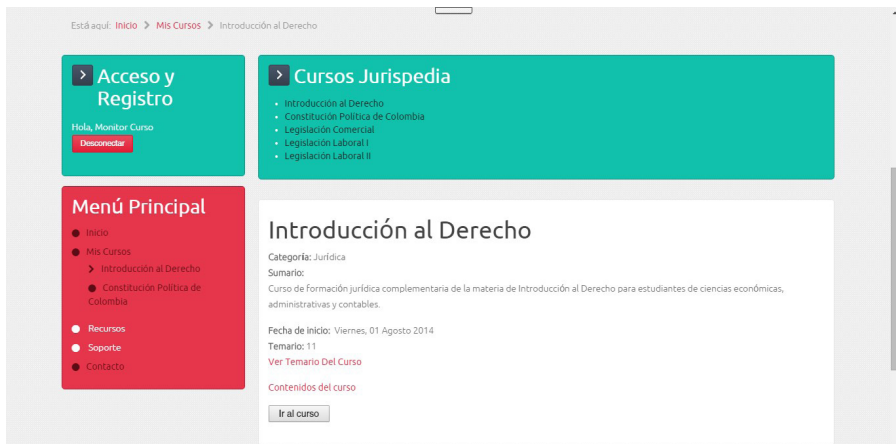 Está aquí: Inicio > Mis Cursos > Introducción al Derecho
Acceso y
Registro
Hola, Monitor Curso
Desconectar
Cursos Jurispedia
Introducción al Derecho
Constitución Política de Colombia
Legislación Comercial
Legislación Laboral I
Legislación Laboral II
Menú Principal
Inicio
Mis Cursos
Introducción al Derecho
Constitución Política de
Colombia
Recursos
Soporte
Contacto
Introducción al Derecho
Categoría: Jurídica
Sumario:
Curso de formación jurídica complementaria de la materia de Introducción al Derecho para estudiantes de ciencias económicas,
administrativas y contables.
Fecha de inicio: Viernes, 01 Agosto 2014
Temario: 11
Ver Temario Del Curso
Contenidos del curso
Ir al curso